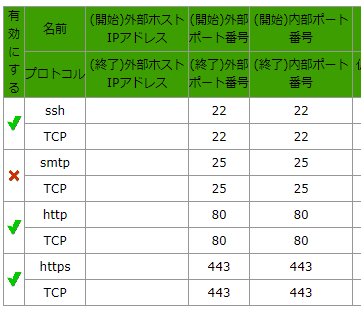 有効にする
名前 (開始)外部ホストIPアドレス (開始)外部ポート番号 (開始)内部ポート番号
プロトコル (終了)外部ホストIPアドレス (終了)外部ポート番号 (終了)内部ポート番号
ssh 22 22
TCP 22 22
smtp 25 25
TCP 25 25
http 80 80
TCP 80 80
https 443 443
TCP 443 443